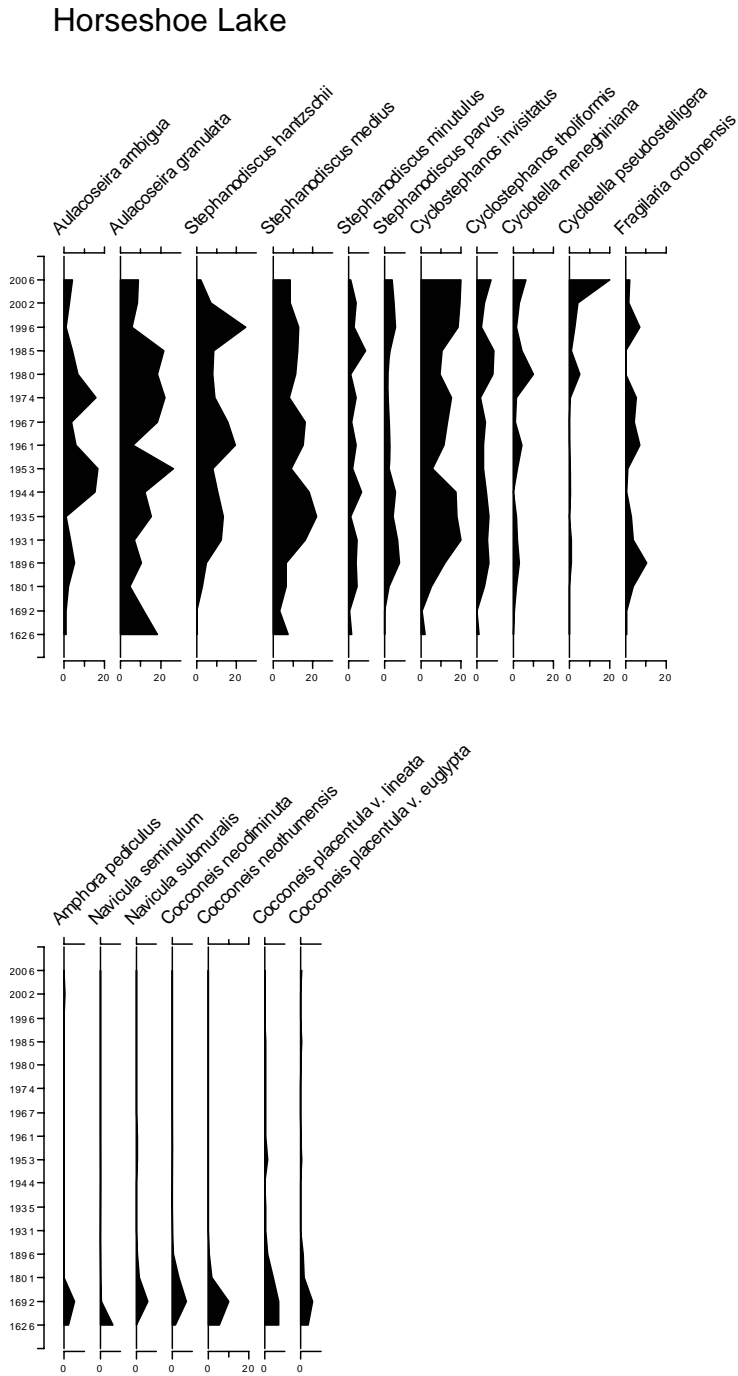 Horseshoe Lake
Aulacoseira ambigua
Aulacoseira granulata
Stephanodiscus hantzschii
Stephanodiscus medius
Stephanodiscus minutulus
Stephanodiscus parvus
Cyclostephanos invisitatus
Cyclostephanos tholiformis
Cyclotella meneghiniana
Cyclotella pseudostelligera
Fragilaria crotonensis
2006
2002
1996
1985
1980
1974
1967
1961
1953
1944
1935
1931
1896
1801
1692
1626
0 20 0 20 0 20 0 20 0 0 0 20 0 0 20 0 20 0 20
Amphora pediculus
Navicula seminulum
Navicula submuralis
Cocconeis neodiminuta
Cocconeis neothumensis
Cocconeis placentula v. lineata
Cocconeis placentula v. euglypta
2006
2002
1996
1985
1980
1974
1967
1961
1953
1944
1935
1931
1896
1801
1692
1626
0 0 0 0 0 20 0 0